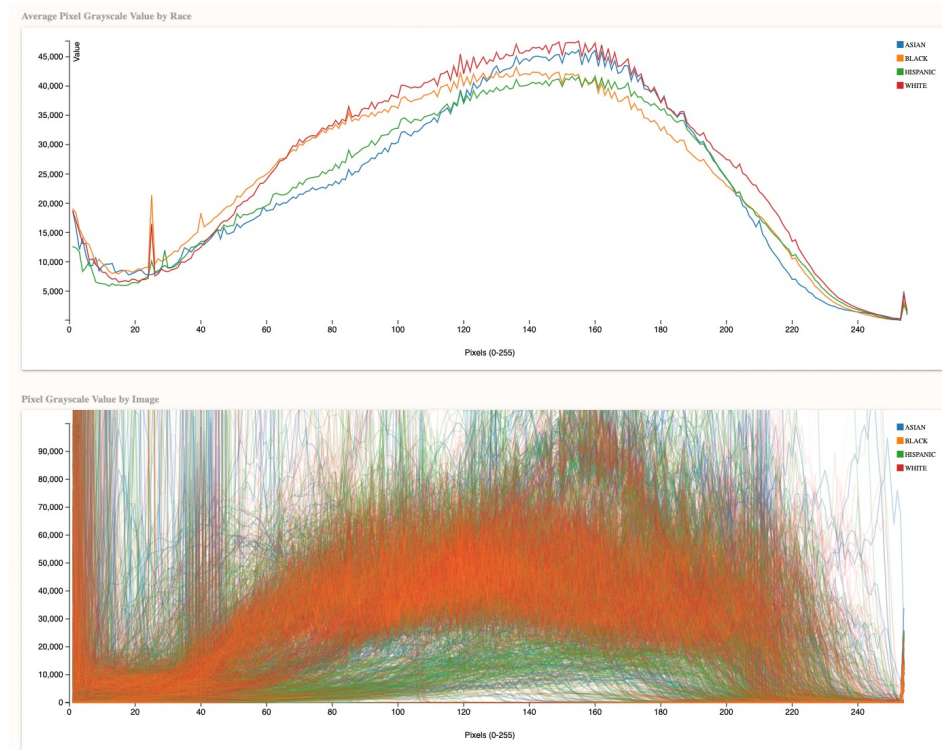 Average Pixel Grayscale Value by Race
Value
45,000
40,000
35,000
30,000
25,000
20,000
15,000
10,000
5,000
0 20 40 60 80 100 120 140 160 180 200 220 240
Pixels (0-255)
ASIAN
BLACK
HISPANIC
WHITE
Pixel Grayscale Value by Image
90,000
80,000
70,000
60,000
50,000
40,000
30,000
20,000
10,000
0
0 20 40 60 80 100 120 140 160 180 200 220 240
Pixels (0-255)
ASIAN
BLACK
HISPANIC
WHITE